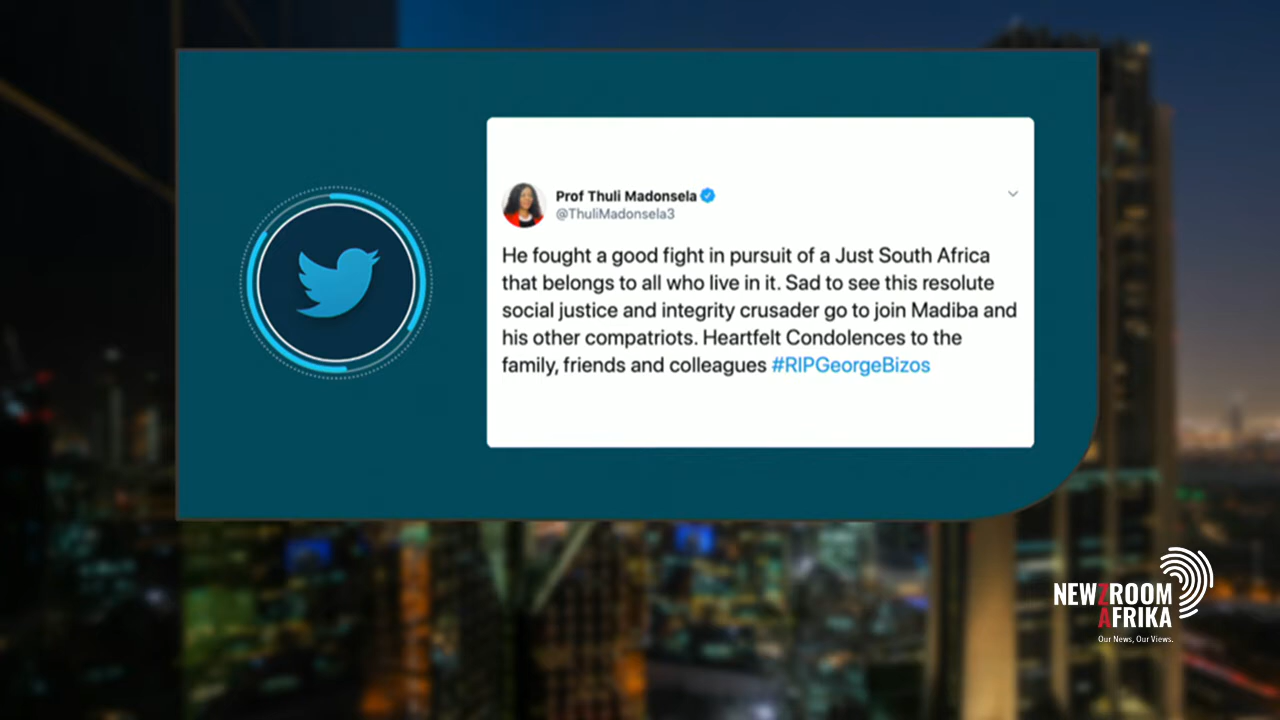 Prof Thuli Madonsela
@ThuliMadonsela3
He fought a good fight in pursuit of a Just South Africa
that belongs to all who live in it. Sad to see this resolute
social justice and integrity crusader go to join Madiba and
his other compatriots. Heartfelt Condolences to the
family, friends and colleagues #RIPGeorgeBizos
NEWZROOM
AFRIKA
Our News, Our Views.